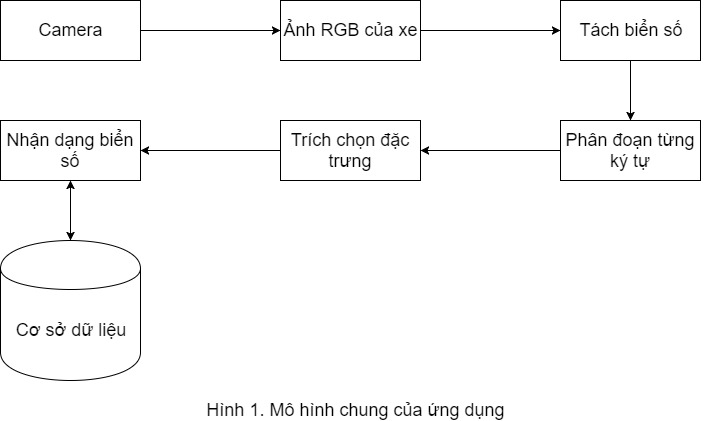 Camera
Ảnh RGB của xe
Tách biển số
Nhận dạng biển
số
Trích chọn đặc
trưng
Phân đoạn từng
ký tự
Cơ sở dữ liệu
Hình 1. Mô hình chung của ứng dụng